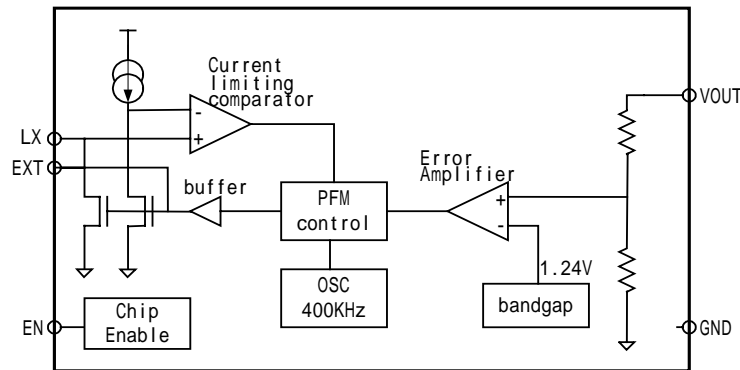 Current
limiting
comparator
-
+
LX
EXT
VOUT
buffer
PFM
control
Error
Amplifier
+
-
1.24V
OSC
400KHz
bandgap
EN
Chip
Enable
GND